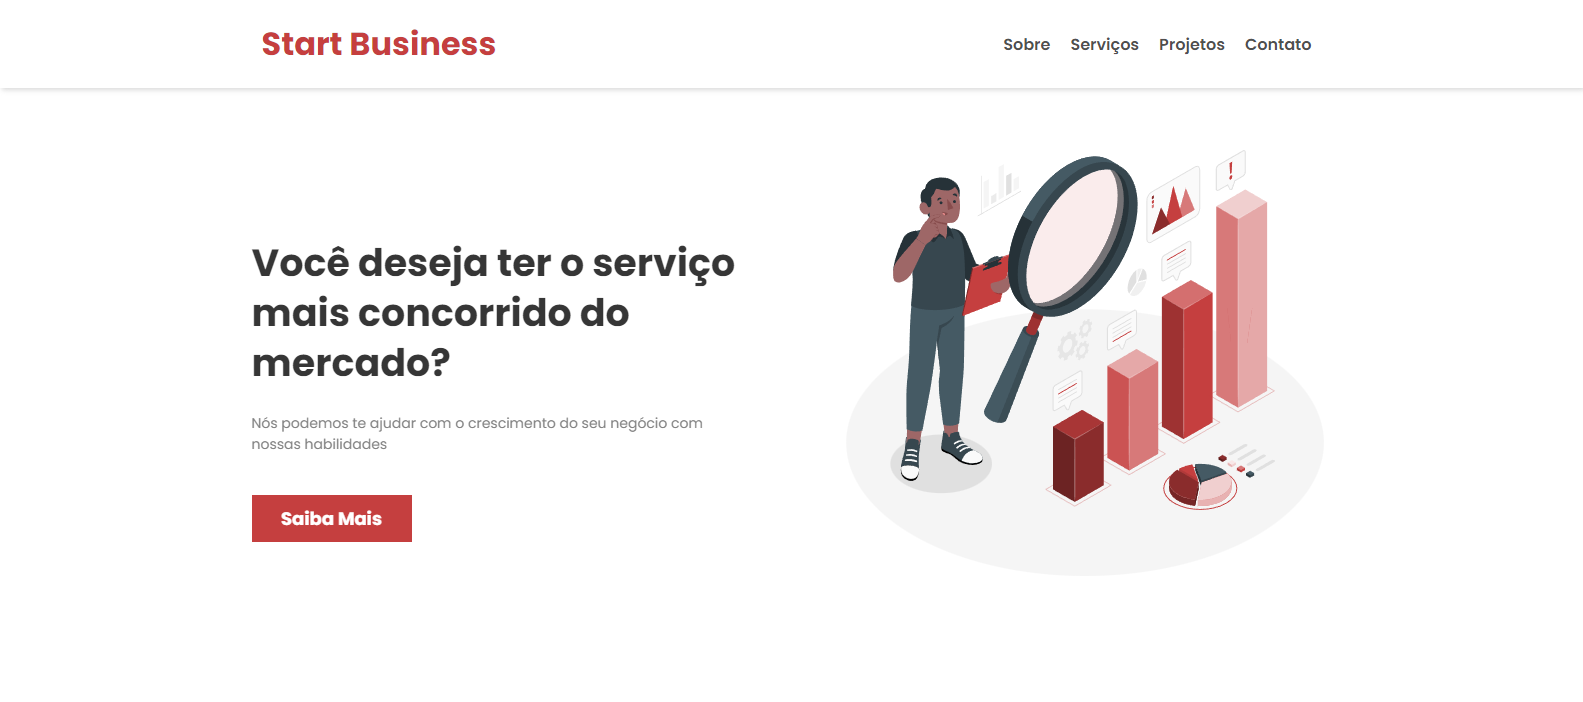 Start Business
Sobre Serviços Projetos Contato
Você deseja ter o serviço
mais concorrido do
mercado?
Nós podemos te ajudar com o crescimento do seu negócio com
nossas habilidades
Saiba Mais
!